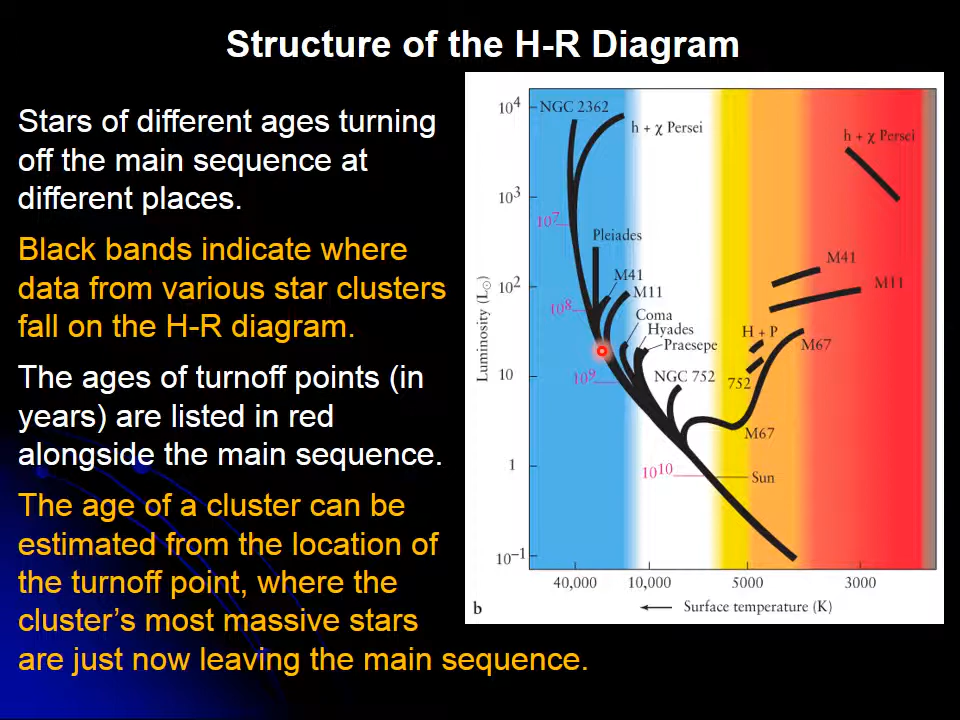 Structure of the H-R Diagram
Stars of different ages turning
off the main sequence at
different places.
Black bands indicate where
data from various star clusters
fall on the H-R diagram.
The ages of turnoff points (in
years) are listed in red
alongside the main sequence.
The age of a cluster can be
estimated from the location of
the turnoff point, where the
cluster’s most massive stars
are just now leaving the main sequence.
10⁴
NGC 2362
h + χ Persei
h + χ Persei
10³
10⁷
Pleiades
M41
M41
10²
M11
M11
10⁸
Coma
Hyades
H + P
Praesepe
M67
Luminosity (L⊙)
10
10⁹
NGC 752
752
M67
1
10¹⁰
Sun
10⁻¹
40,000
10,000
5000
3000
b
← Surface temperature (K)